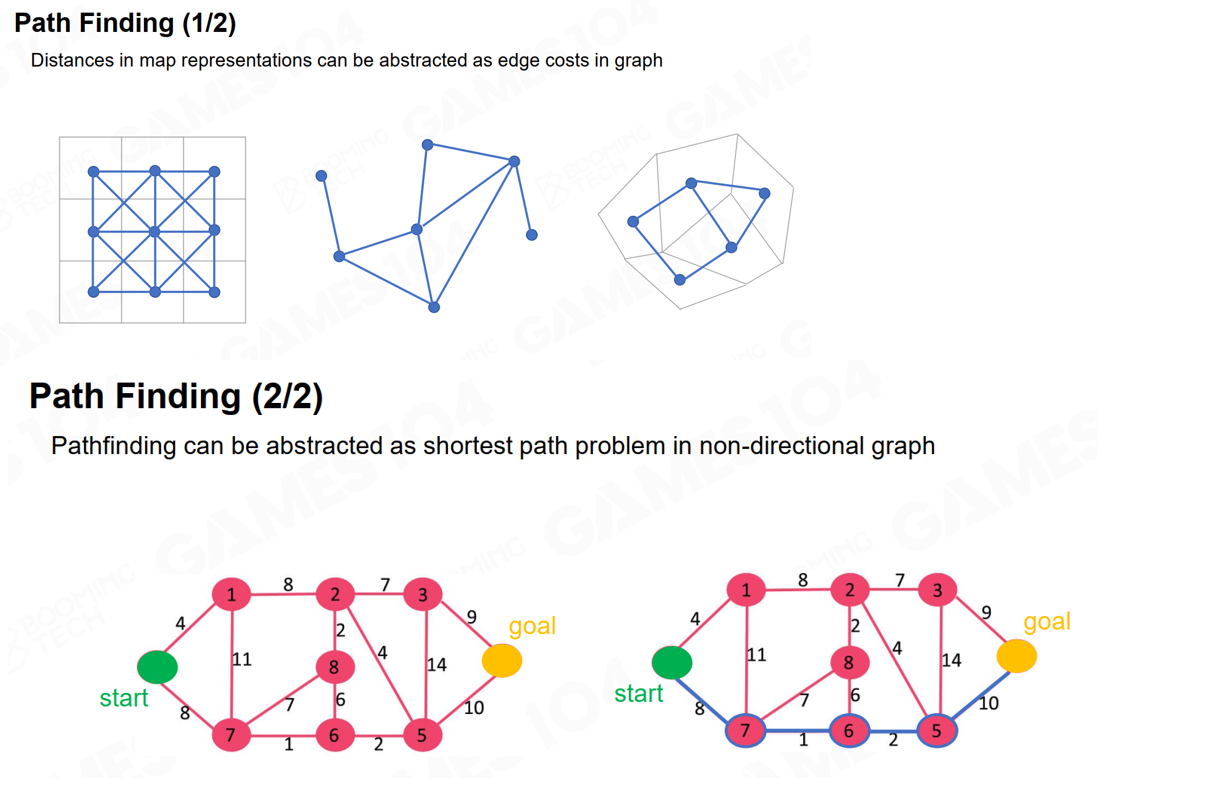 Path Finding (1/2)
Distances in map representations can be abstracted as edge costs in graph
BOOMING TECH GAMES104
Path Finding (2/2)
Pathfinding can be abstracted as shortest path problem in non-directional graph
1 8 2 7 3
4 9
goal
2
11 8 4 14
start
7 6
8 10
7 1 6 2 5
1 8 2 7 3
4 9
goal
2
11 8 4 14
start
7 6
8 10
7 1 6 2 5